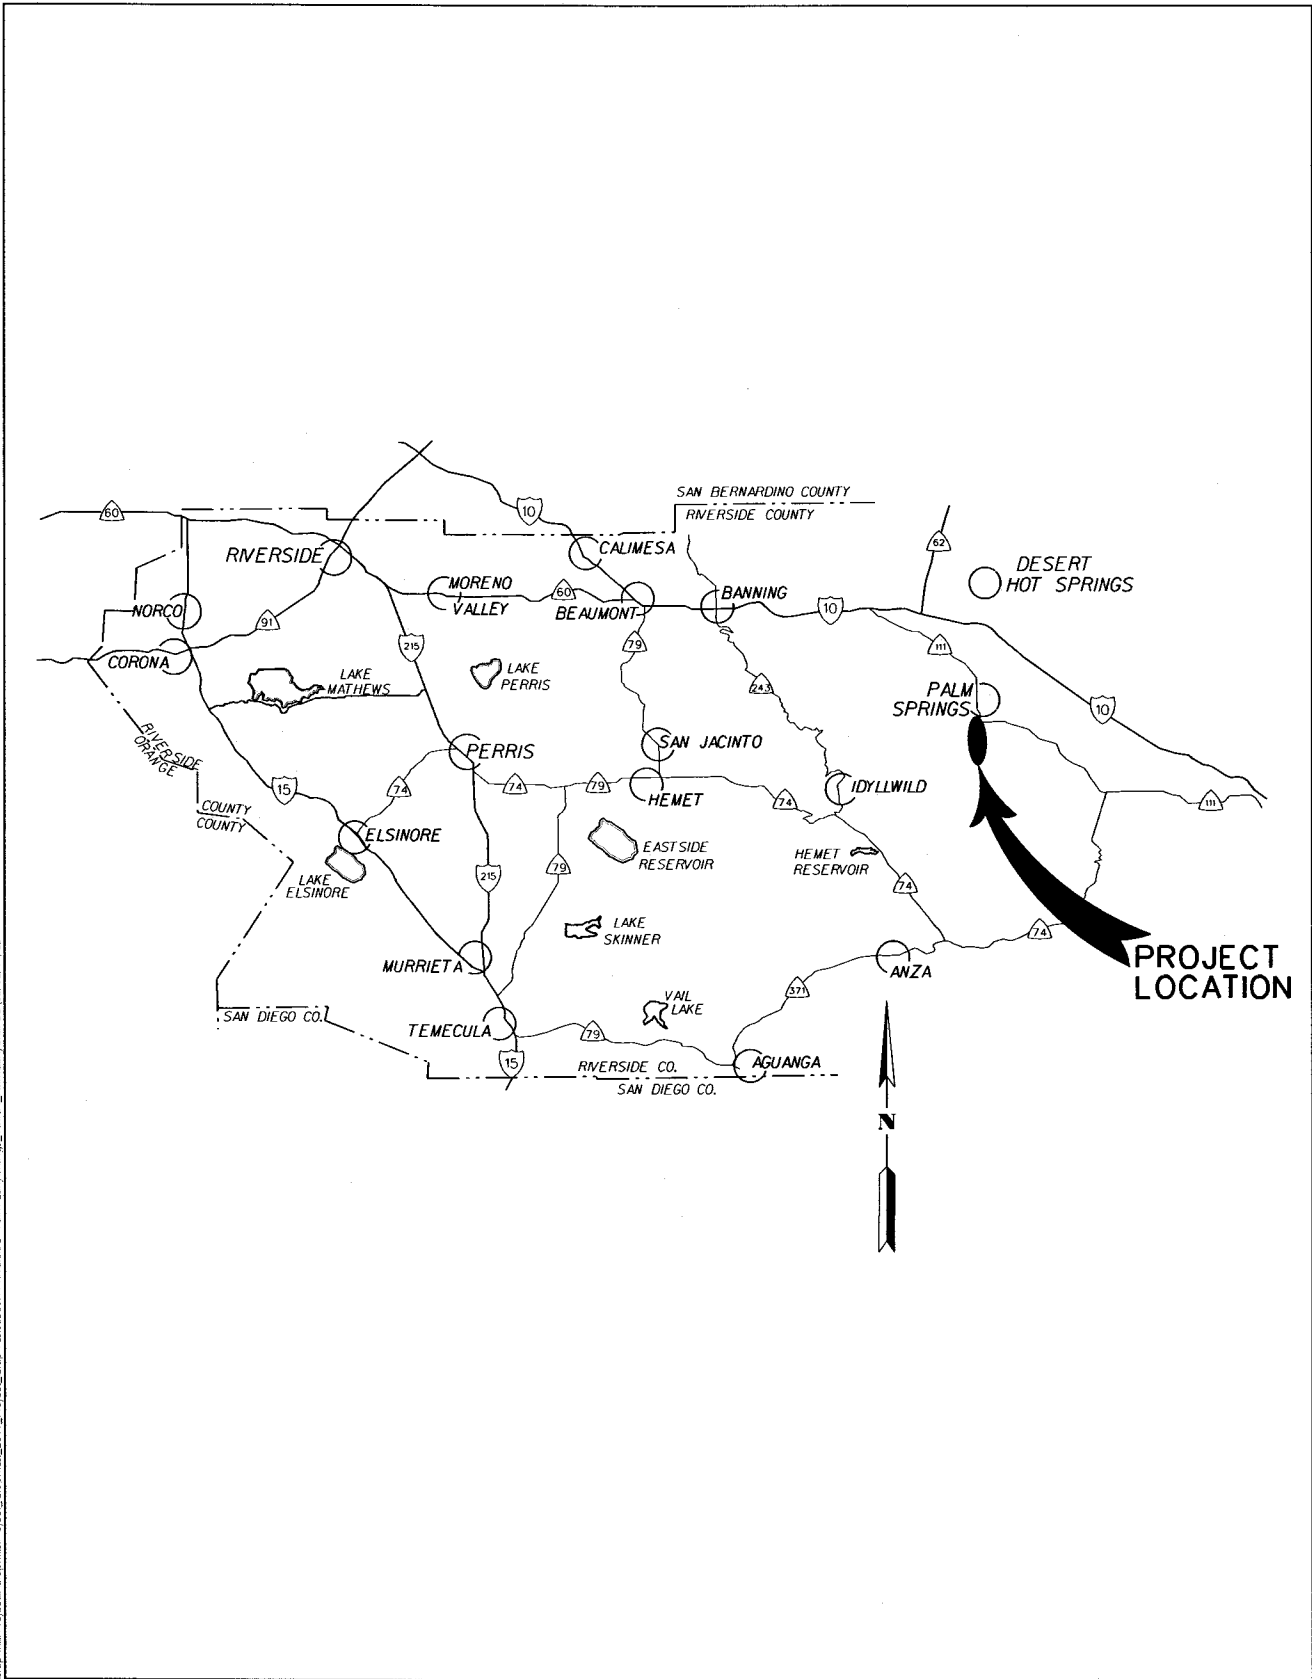 SAN BERNARDINO COUNTY
RIVERSIDE COUNTY
60
10
62
RIVERSIDE
CALIMESA
DESERT
HOT SPRINGS
MORENO
VALLEY
60
BEAUMONT
BANNING
10
NORCO
91
215
79
111
CORONA
LAKE
MATHEWS
LAKE
PERRIS
243
PALM
SPRINGS
10
RIVERSIDE
ORANGE
PERRIS
SAN JACINTO
15
74
74
79
HEMET
74
IDYLLWILD
111
COUNTY
COUNTY
ELSINORE
LAKE
ELSINORE
EASTSIDE
RESERVOIR
HEMET
RESERVOIR
215
79
74
LAKE
SKINNER
74
MURRIETA
ANZA
PROJECT
LOCATION
371
VAIL
LAKE
SAN DIEGO CO.
TEMECULA
79
15
RIVERSIDE CO.
AGUANGA
SAN DIEGO CO.
N